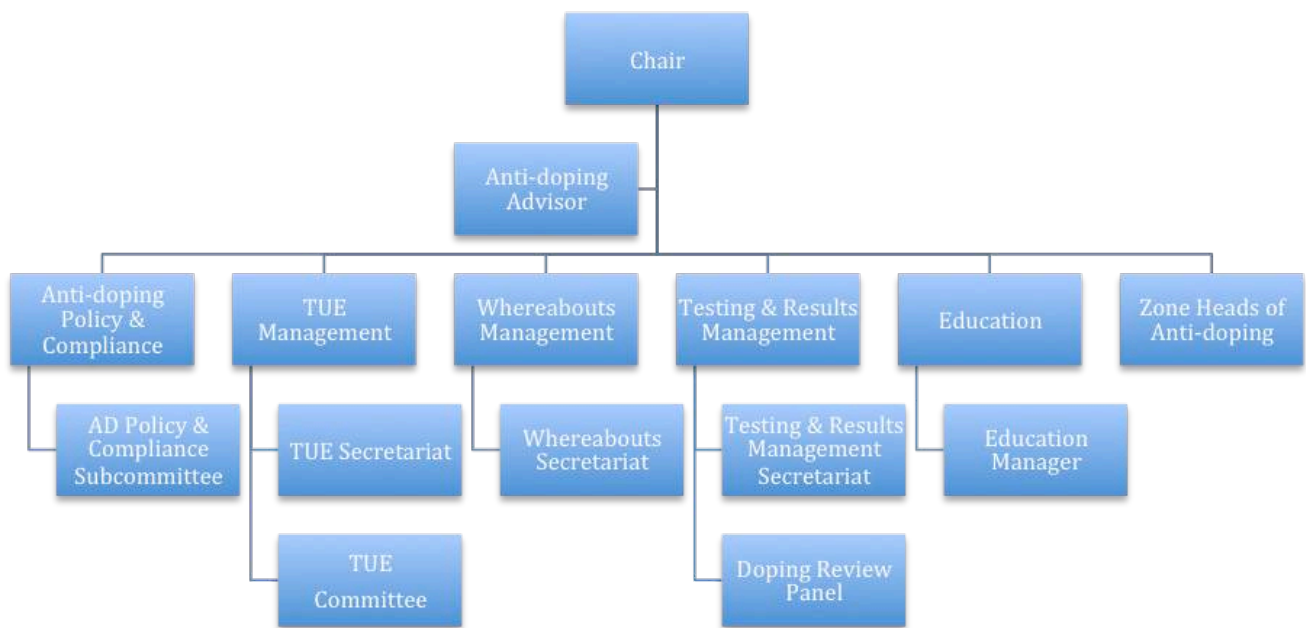 Chair
Anti-doping
Advisor
Anti-doping
Policy &
Compliance
TUE
Management
Whereabouts
Management
Testing & Results
Management
Education
Zone Heads of
Anti-doping
AD Policy &
Compliance
Subcommittee
TUE Secretariat
Whereabouts
Secretariat
Testing & Results
Management
Secretariat
Education
Manager
TUE
Committee
Doping Review
Panel